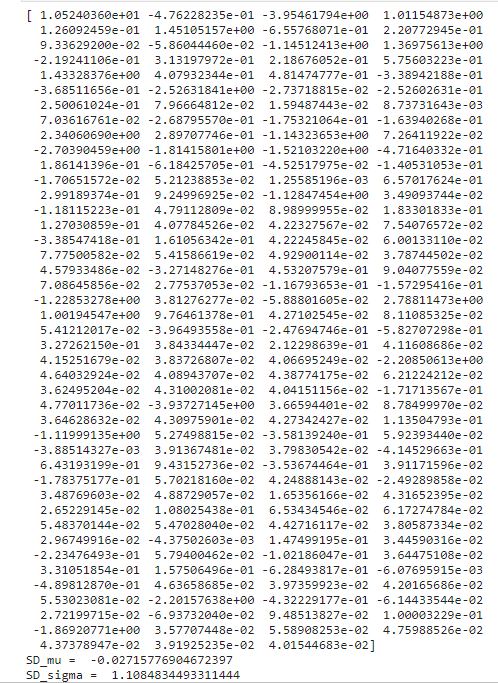 [ 1.05240360e+01 -4.76228235e-01 -3.95461794e+00 1.01154873e+00
1.26092459e-01 1.45105157e+00 -6.55768071e-01 2.20772945e-01
9.33629200e-02 -5.86044460e-02 -1.14512413e+00 1.36975613e+00
-2.19241106e-01 3.13197972e-01 2.18676052e-01 5.75603223e-01
1.43328376e+00 4.07932344e-01 4.81474777e-01 -3.38942188e-01
-3.68511656e-01 -2.52631841e+00 -2.73718815e-02 -2.52602631e-01
2.50061024e-01 7.96664812e-02 1.59487443e-02 8.73731643e-03
7.03616761e-02 -2.68795570e-01 -1.75321064e-01 -1.63940268e-01
2.34060690e+00 2.89707746e-01 -1.14323653e+00 7.26411922e-02
-2.70390459e+00 -1.81415801e+00 -1.52103220e+00 -4.71640332e-01
1.86141396e-01 -6.18425705e-01 -4.52517975e-02 -1.40531053e-01
-1.70651572e-02 5.21238853e-02 1.25585196e-03 6.57017624e-01
2.99189374e-01 9.24996925e-02 -1.12847454e+00 3.49093744e-02
-1.18115223e-01 4.79112809e-02 8.98999955e-02 1.83301833e-01
1.27030859e-01 4.07784526e-02 4.22327567e-02 7.54076572e-02
-3.38547418e-01 1.61056342e-01 4.22245845e-02 6.00133110e-02
7.77500582e-02 5.41586619e-02 4.92900114e-02 3.78744502e-02
4.57933486e-02 -3.27148276e-01 4.53207579e-01 9.04077559e-02
7.08645856e-02 2.77537053e-02 -1.16793653e-01 -1.57295416e-01
-1.22853278e+00 3.81276277e-02 -5.88801605e-02 2.78811473e+00
1.00194547e+00 9.76461378e-01 4.27102545e-02 8.11085325e-02
5.41212017e-02 -3.96493558e-01 -2.47694746e-01 -5.82707298e-01
3.27262150e-01 3.84334447e-02 2.12298639e-01 4.11608686e-02
4.15251679e-02 3.83726807e-02 4.06695249e-02 -2.20850613e+00
4.64032924e-02 4.08943707e-02 4.38774175e-02 6.21224212e-02
3.62495204e-02 4.31002081e-02 4.04151156e-02 -1.71713567e-01
4.77011736e-02 -3.93727145e+00 3.66594401e-02 8.78499970e-02
3.64628632e-02 4.30975901e-02 4.27342427e-02 1.13504793e-01
-1.11999135e+00 5.27498815e-02 -3.58139240e-01 5.92393440e-02
-3.88514327e-03 3.91367481e-02 3.79830542e-02 -4.14529663e-01
6.43193199e-01 9.43152736e-02 -3.53674464e-01 3.91171596e-02
-1.78375177e-01 5.70218160e-02 4.24888143e-02 -2.49289858e-02
3.48769603e-02 4.88729057e-02 1.65356166e-02 4.31652395e-02
2.65229145e-02 1.08025438e-01 6.53434546e-02 6.17274784e-02
5.48370144e-02 5.47028040e-02 4.42716117e-02 3.80587334e-02
2.96749916e-02 -4.37502603e-03 1.47499195e-01 3.44590316e-02
-2.23476493e-01 5.79400462e-02 -1.02186047e-01 3.64475108e-02
3.31051854e-01 1.57506496e-01 -6.28493817e-01 -6.07695915e-03
-4.89812870e-01 4.63658685e-02 3.97359923e-02 4.20165686e-02
5.53023081e-02 -2.20157638e+00 -4.32229177e-01 -6.14433544e-02
2.72199715e-02 -6.93732040e-02 9.48513827e-02 1.00003229e-01
-1.86920771e+00 3.57707448e-02 5.58908253e-02 4.75988526e-02
4.37378947e-02 3.91925235e-02 4.01544683e-02]
SD_mu = -0.02715776904672397
SD_sigma = 1.1084834493311444